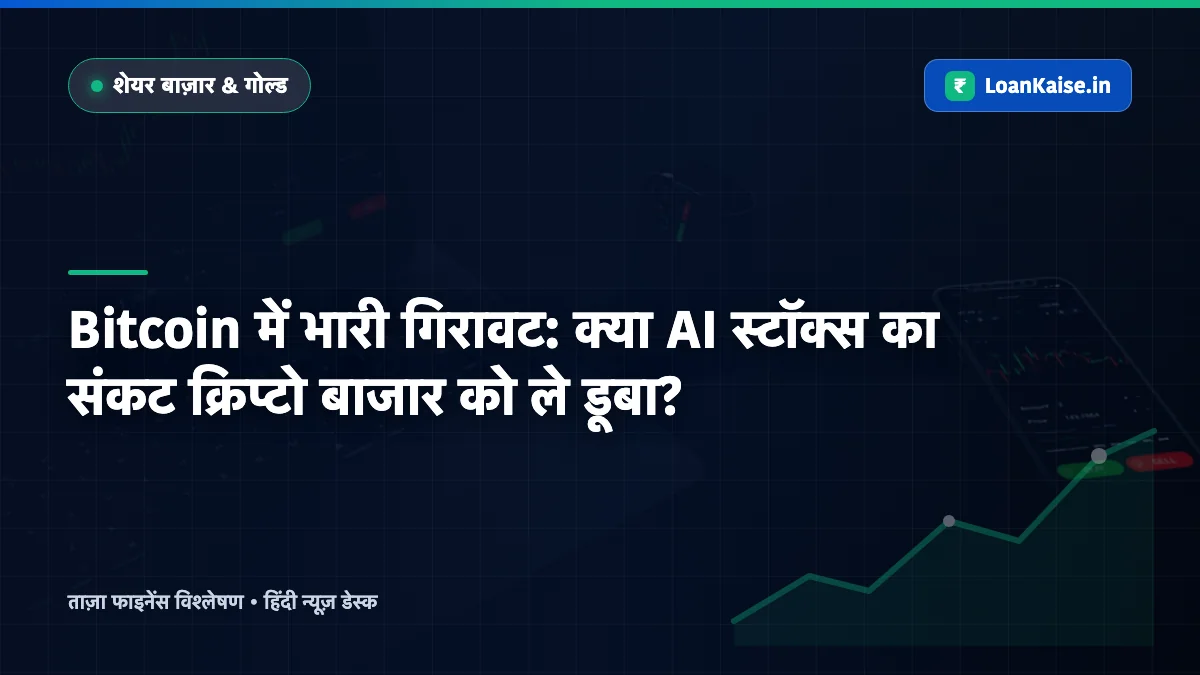 शेयर बाज़ार & गोल्ड
₹ LoanKaise.in
Bitcoin में भारी गिरावट: क्या AI स्टॉक्स का
संकट क्रिप्टो बाजार को ले डूबा?
ताज़ा फाइनेंस विश्लेषण • हिंदी न्यूज़ डेस्क